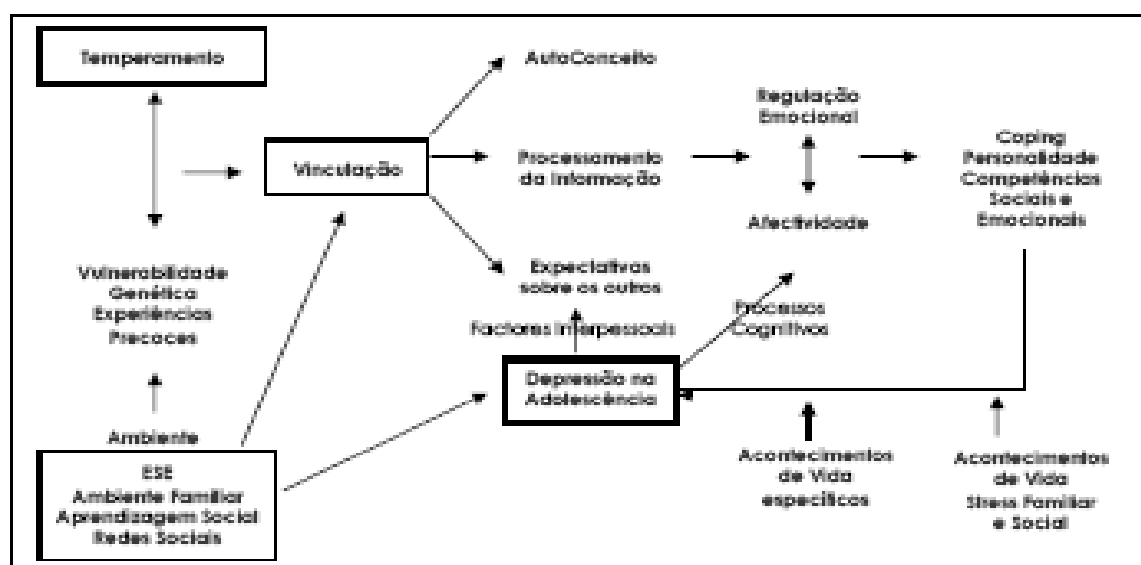 Temperamento
AutoConceito
Regulação
Emocional
Vinculação
Processamento
da Informação
Coping
Personalidade
Competências
Sociais e
Emocionais
Afectividade
Vulnerabilidade
Genética
Experiências
Precoces
Expectativas
sobre os outros
Factores Interpessoais
Processos
Cognitivos
Depressão na
Adolescência
Ambiente
ESE
Ambiente Familiar
Aprendizagem Social
Redes Sociais
Acontecimentos
de Vida
específicos
Acontecimentos
de Vida
Stress Familiar
e Social